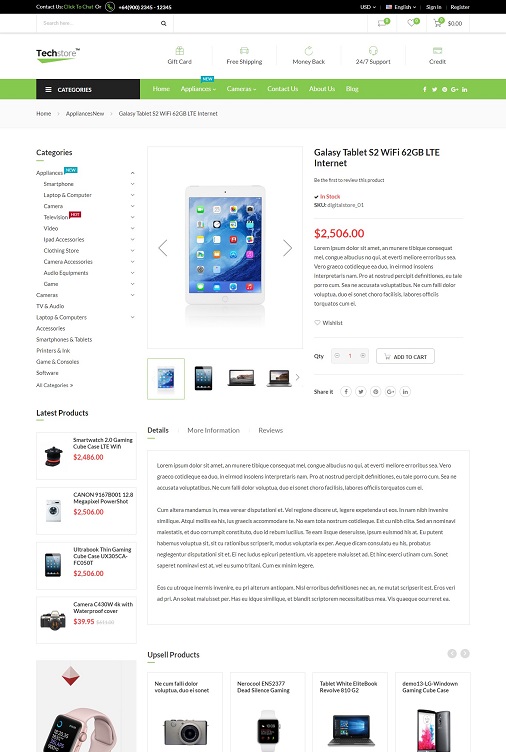 Contact Us: Click To Chat Or +64(900) 2345 - 12345
USD English Sign In Register
Search here ...
0 0 0 $0.00
Techstore™
Gift Card Free Shipping Money Back 24/7 Support Credit
CATEGORIES
Home Appliances NEW Cameras Contact Us About Us Blog
Home AppliancesNew Galasy Tablet S2 WiFi 62GB LTE Internet
Categories
Appliances NEW
Smartphone
Laptop & Computer
Camera
Television HOT
Video
Ipad Accessories
Clothing Store
Camera Accessories
Audio Equipments
Game
Cameras
TV & Audio
Laptop & Computers
Accessories
Smartphones & Tablets
Printers & Ink
Game & Consoles
Software
All Categories
Galasy Tablet S2 WiFi 62GB LTE
Internet
Be the first to review this product
In Stock
SKU: digitalstore_01
$2,506.00
Lorem ipsum dolor sit amet, an munere tibique consequat
mel, congue albucius no qui, at everti meliore erroribus sea.
Vero graeco cotidieque ea duo, in eirmod insolens
interpretaris nam. Pro at nostrud percipit definitiones, eu tale
porro cum. Sea ne accusata voluptatibus. Ne cum falli dolor
voluptua, duo ei sonet choro facilisis, labores officiis
torquatos cum ei.
Wishlist
Qty 1 ADD TO CART
Share it
Latest Products
Smartwatch 2.0 Gaming
Cube Case LTE Wifi
$2,486.00
CANON 9167B001 12.8
Megapixel PowerShot
$2,506.00
Ultrabook Thin Gaming
Cube Case UX305CA-
FC050T
$2,506.00
Camera C430W 4k with
Waterproof cover
$39.95
Details More Information Reviews
Lorem ipsum dolor sit amet, an munere tibique consequat mel, congue albucius no qui, at everti meliore erroribus sea. Vero
graeco cotidieque ea duo, in eirmod insolens interpretaris nam. Pro at nostrud percipit definitiones, eu tale porro cum. Sea ne
accusata voluptatibus. Ne cum falli dolor voluptua, duo ei sonet choro facilisis, labores officiis torquatos cum ei.
Cum altera mandamus in, mea verear disputationi et. Vel regione discere ut, legere expetenda ut eos. In nam nibh invenire
similique. Atqui mollis ea his, ius graecis accommodare te. No eam tota nostrum cotidieque. Est cu nibh clita. Sed an nominavi
maiestatis, et duo corrumpit constituto, duo id rebum lucilius. Te eam iisque deseruisse, ipsum euismod his at. Eu putent
habemus voluptua sit, sit cu rationibus scripserit, modus voluptaria ex per. Aeque dicam consulatu eu his, probatus
neglegentur disputationi sit et. Ei nec ludus epicuri petentium, vis appetere maluisset ad. Et hinc exerci utinam cum. Sonet
saperet nominavi est at, vel eu sumo tritani. Cum ex minim legere.
Eos cu utroque inermis invenire, eu pri alterum antiopam. Nisl erroribus definitiones nec an, ne mutat scripserit est. Eros veri
ad pri. An soleat maluisset per. Has eu idque similique, et blandit scriptorem necessitatibus mea. Vis quaeque ocurreret ea.
Upsell Products
Ne cum falli dolor
voluptua, duo ei sonet
Nerocool EN52377
Dead Silence Gaming
Tablet White EliteBook
Revolve 810 G2
demo13-LG-Windown
Gaming Cube Case